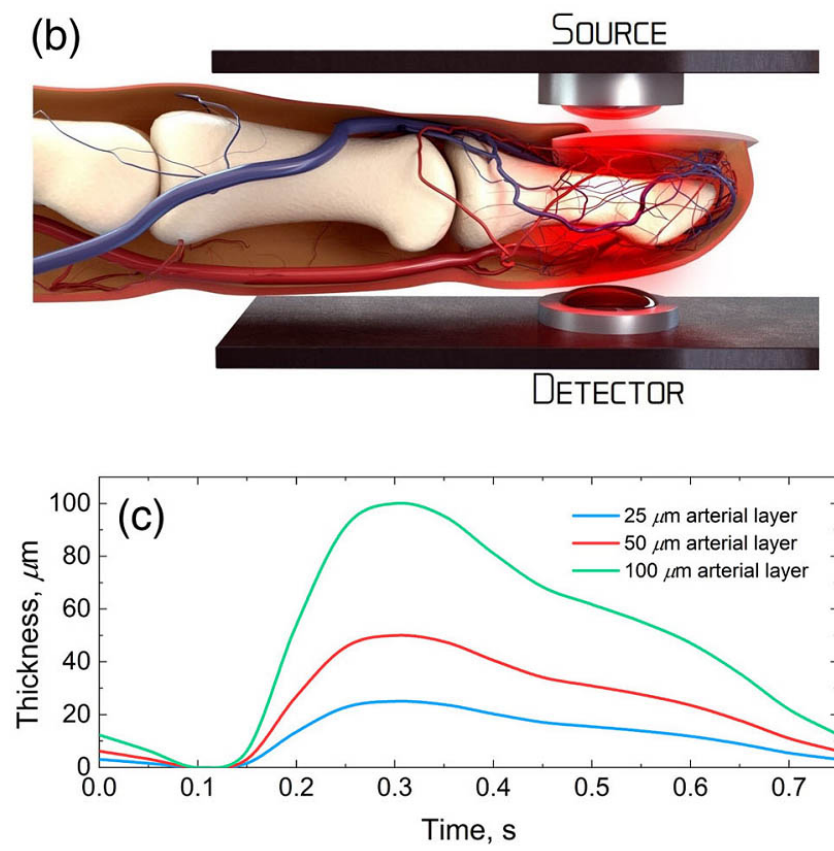 (b)
SOURCE
DETECTOR
(c)
25 μm arterial layer
50 μm arterial layer
100 μm arterial layer
Thickness, μm
100
80
60
40
20
0
0.0 0.1 0.2 0.3 0.4 0.5 0.6 0.7
Time, s